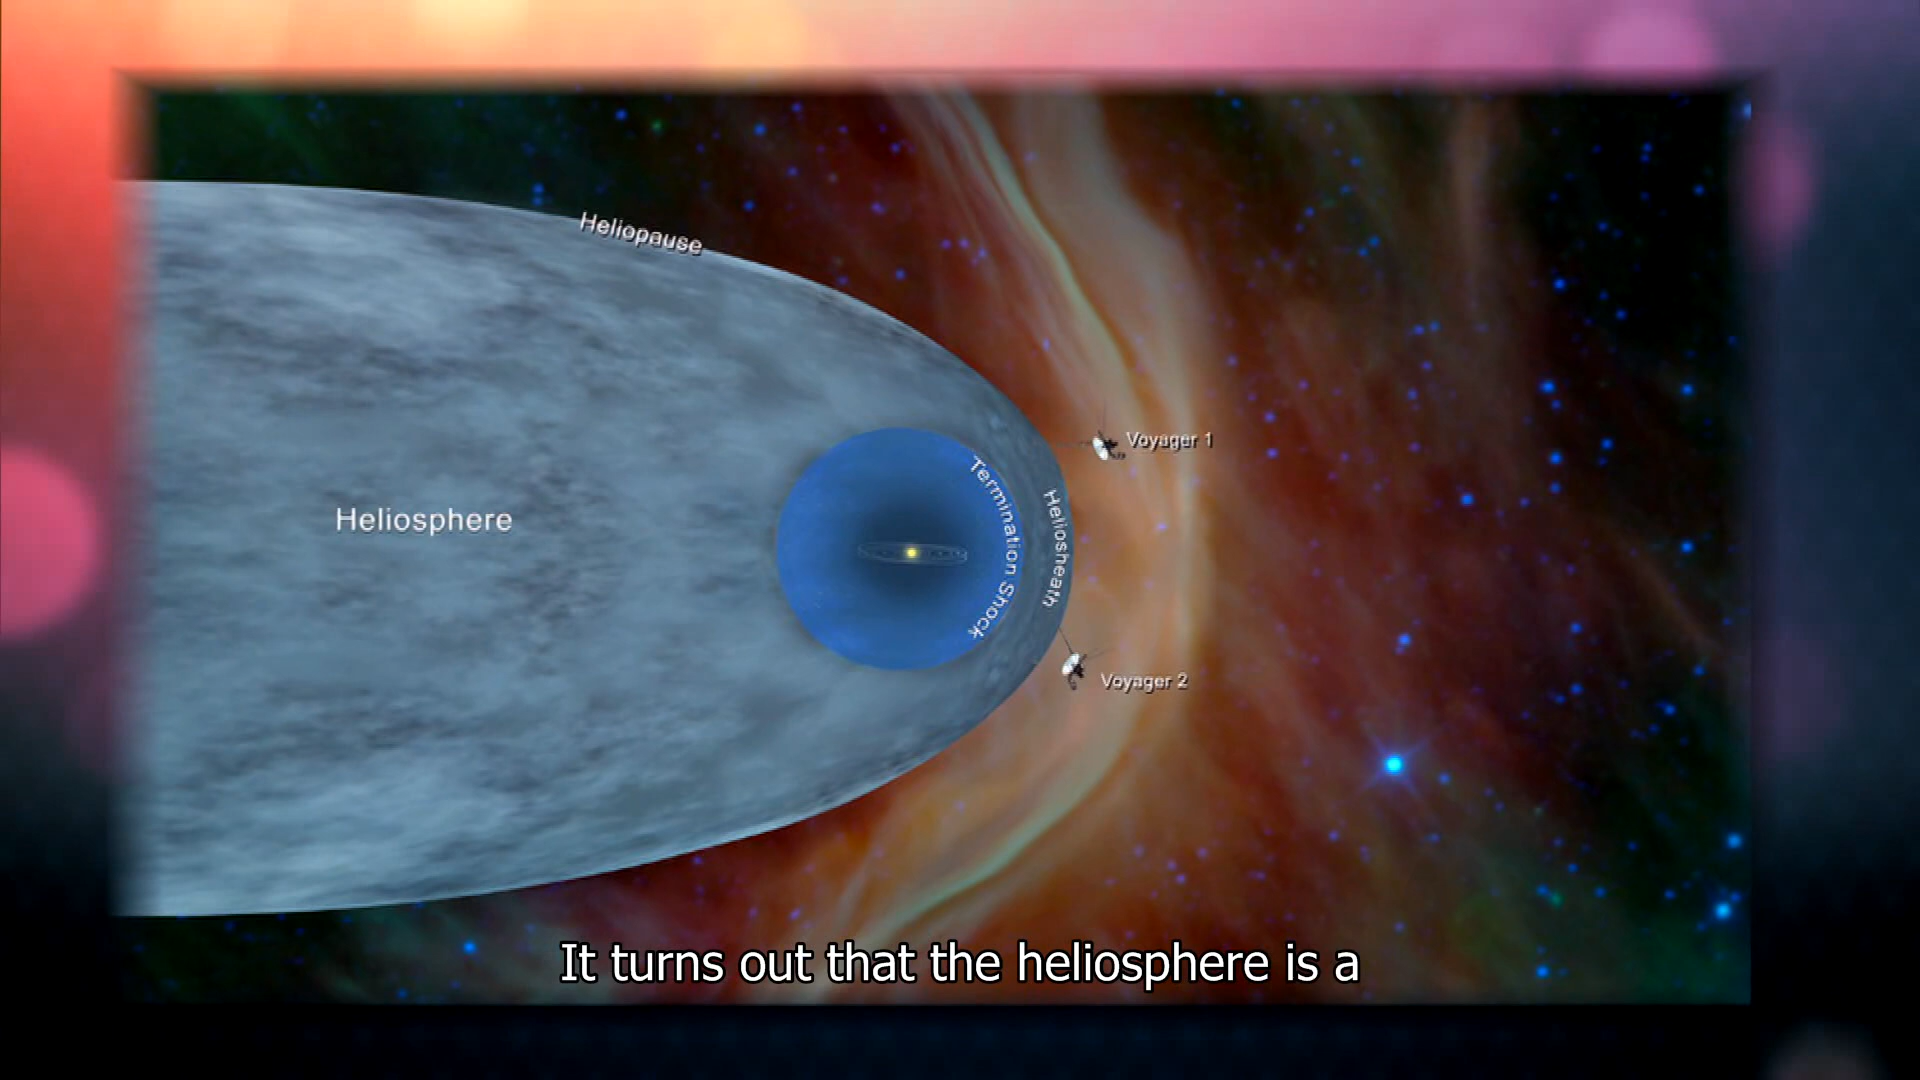 Heliopause
Voyager 1
Heliosphere
Termination Shock
Heliosheath
Voyager 2
It turns out that the heliosphere is a